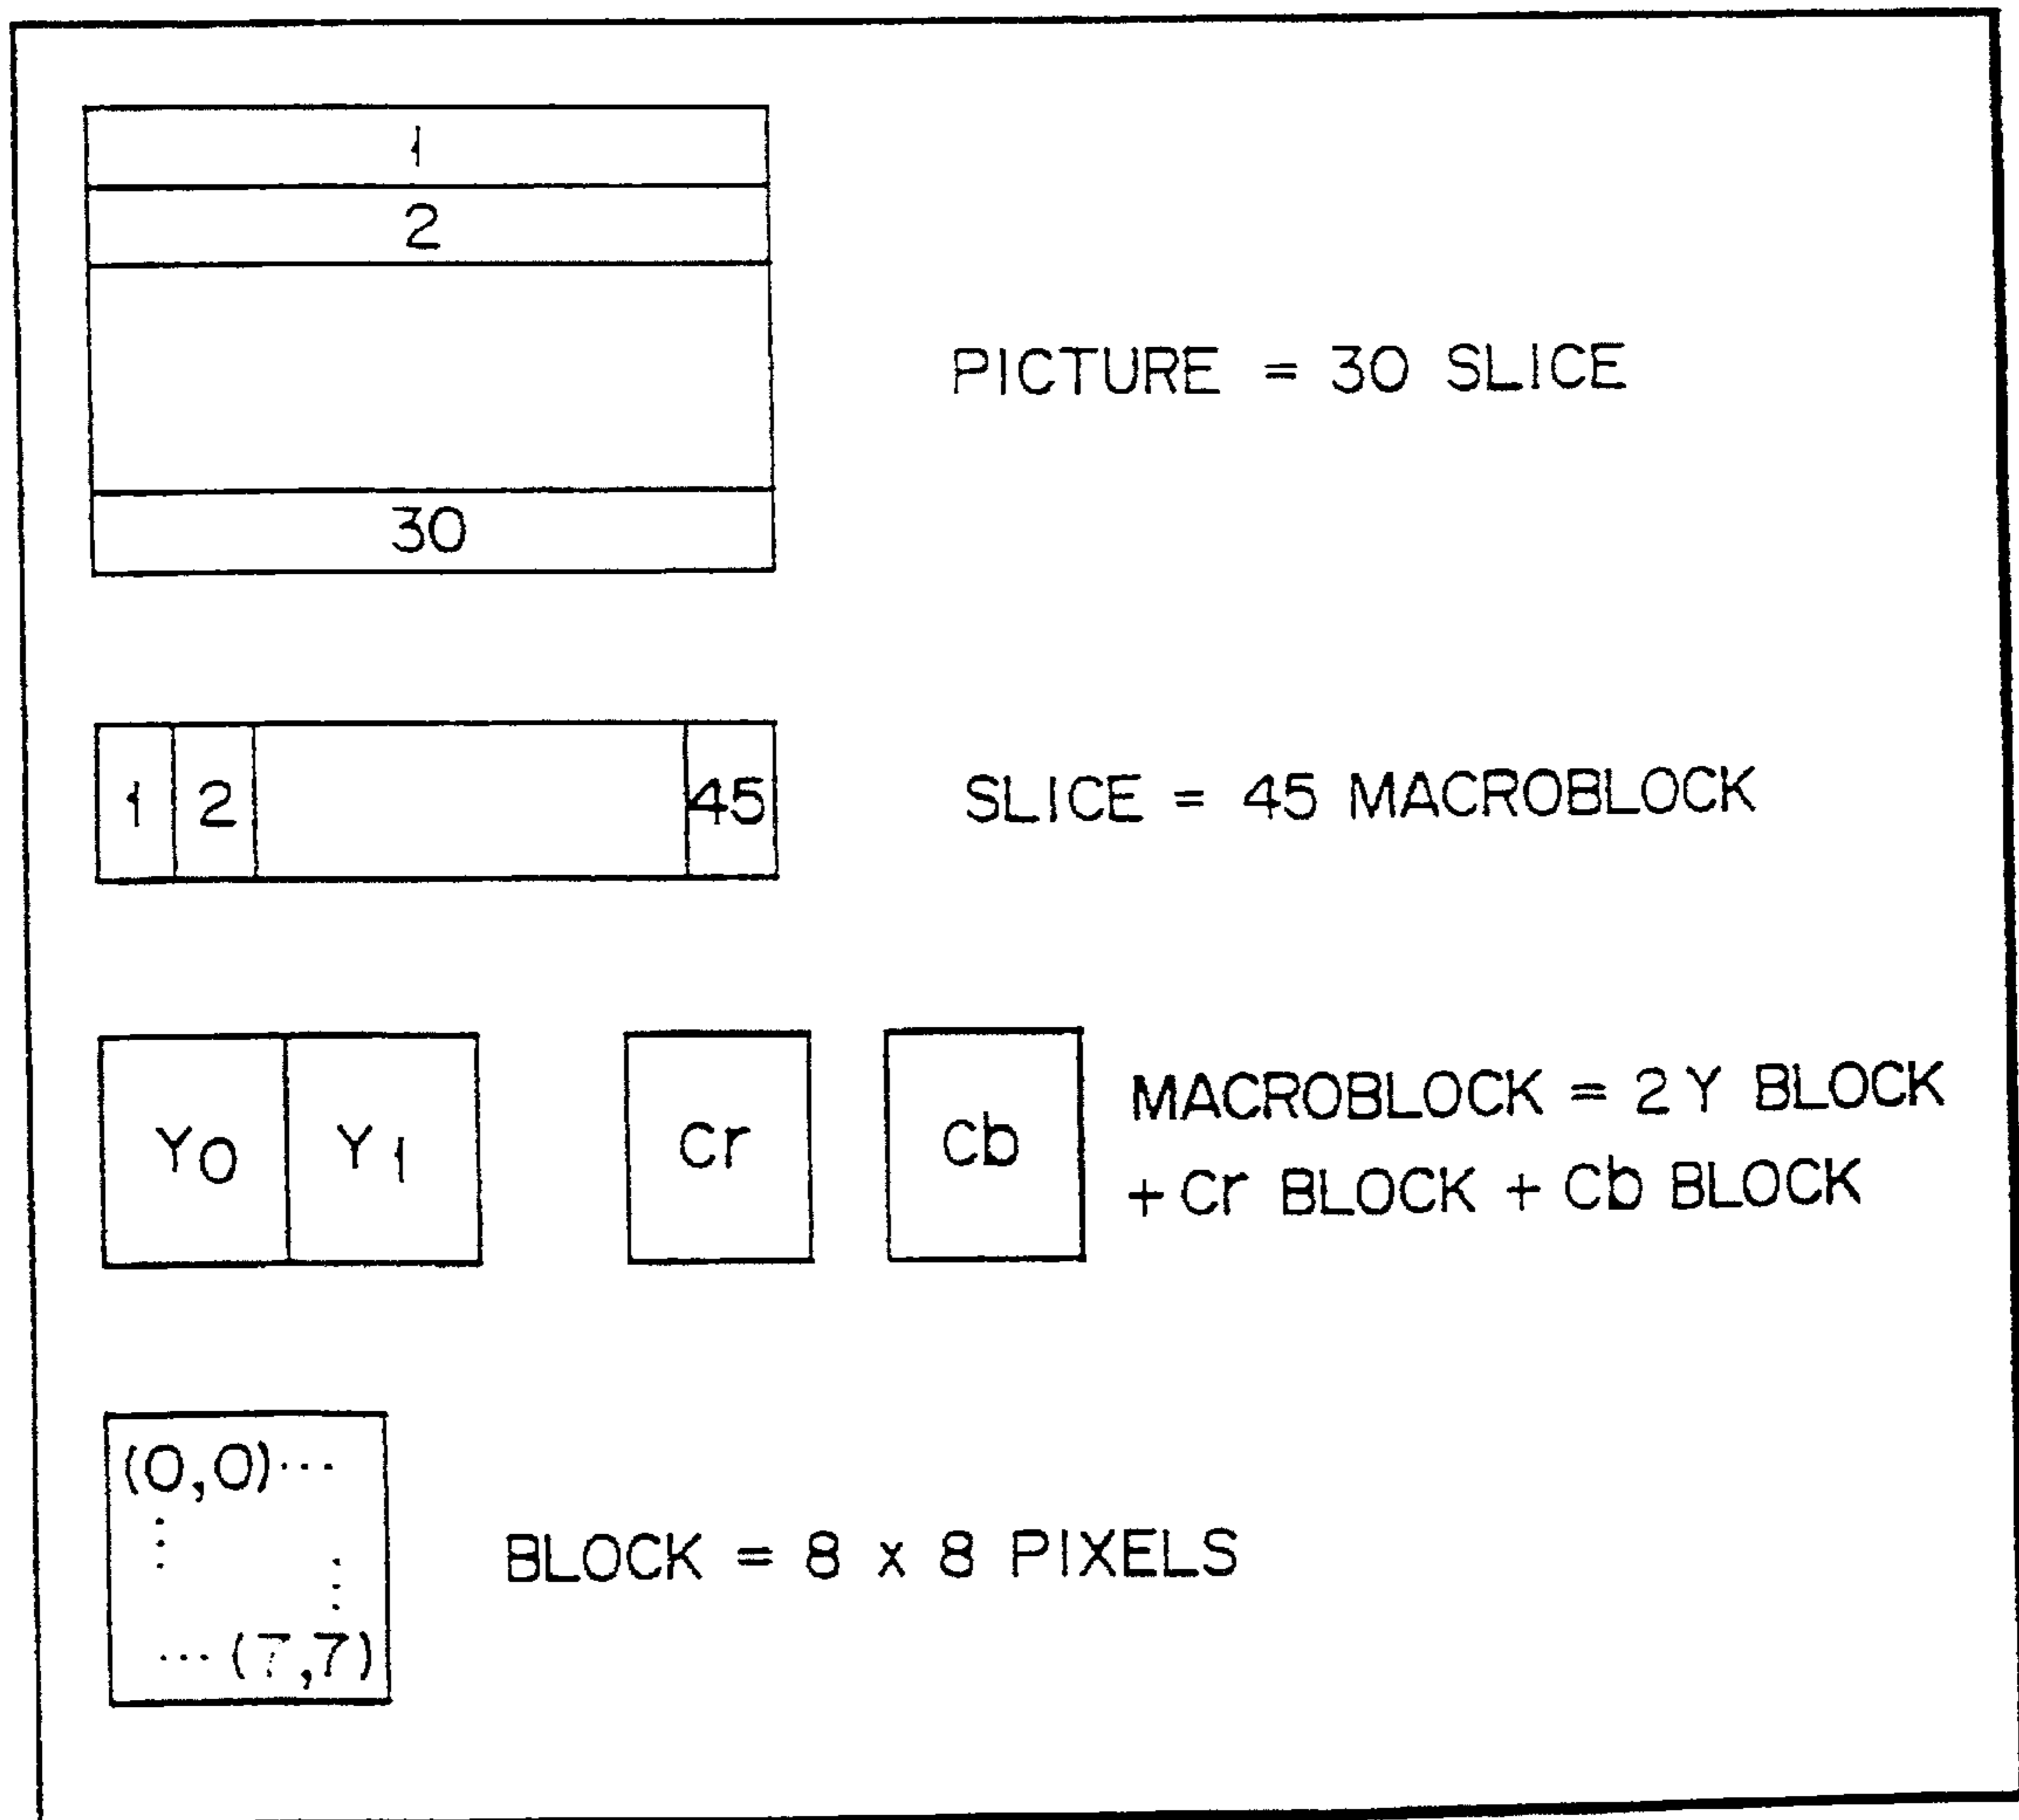 1
2
30
PICTURE = 30 SLICE
1 2 45
SLICE = 45 MACROBLOCK
Y0 Y1 Cr Cb
MACROBLOCK = 2Y BLOCK
+ Cr BLOCK + Cb BLOCK
(0,0)...
...(7,7)
BLOCK = 8 x 8 PIXELS